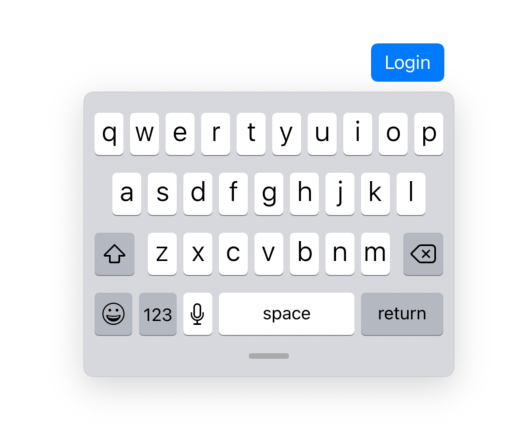 Login
q w e r t y u i o p
a s d f g h j k l
z x c v b n m
123 space return